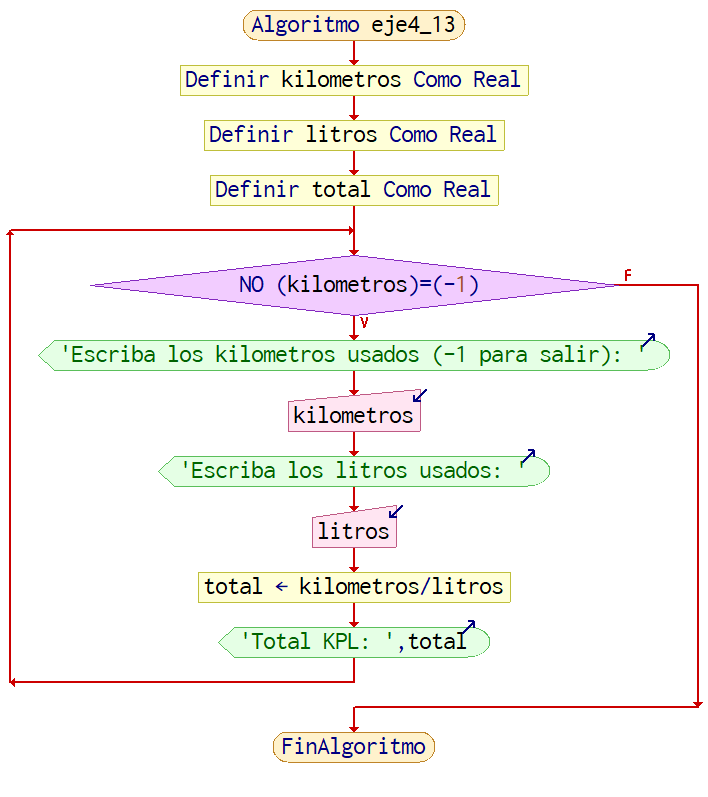 Algoritmo eje4_13
Definir kilometros Como Real
Definir litros Como Real
Definir total Como Real
NO (kilometros)=(-1)
F
V
'Escriba los kilometros usados (-1 para salir): '
kilometros
'Escriba los litros usados: '
litros
total ← kilometros/litros
'Total KPL: ',total
FinAlgoritmo